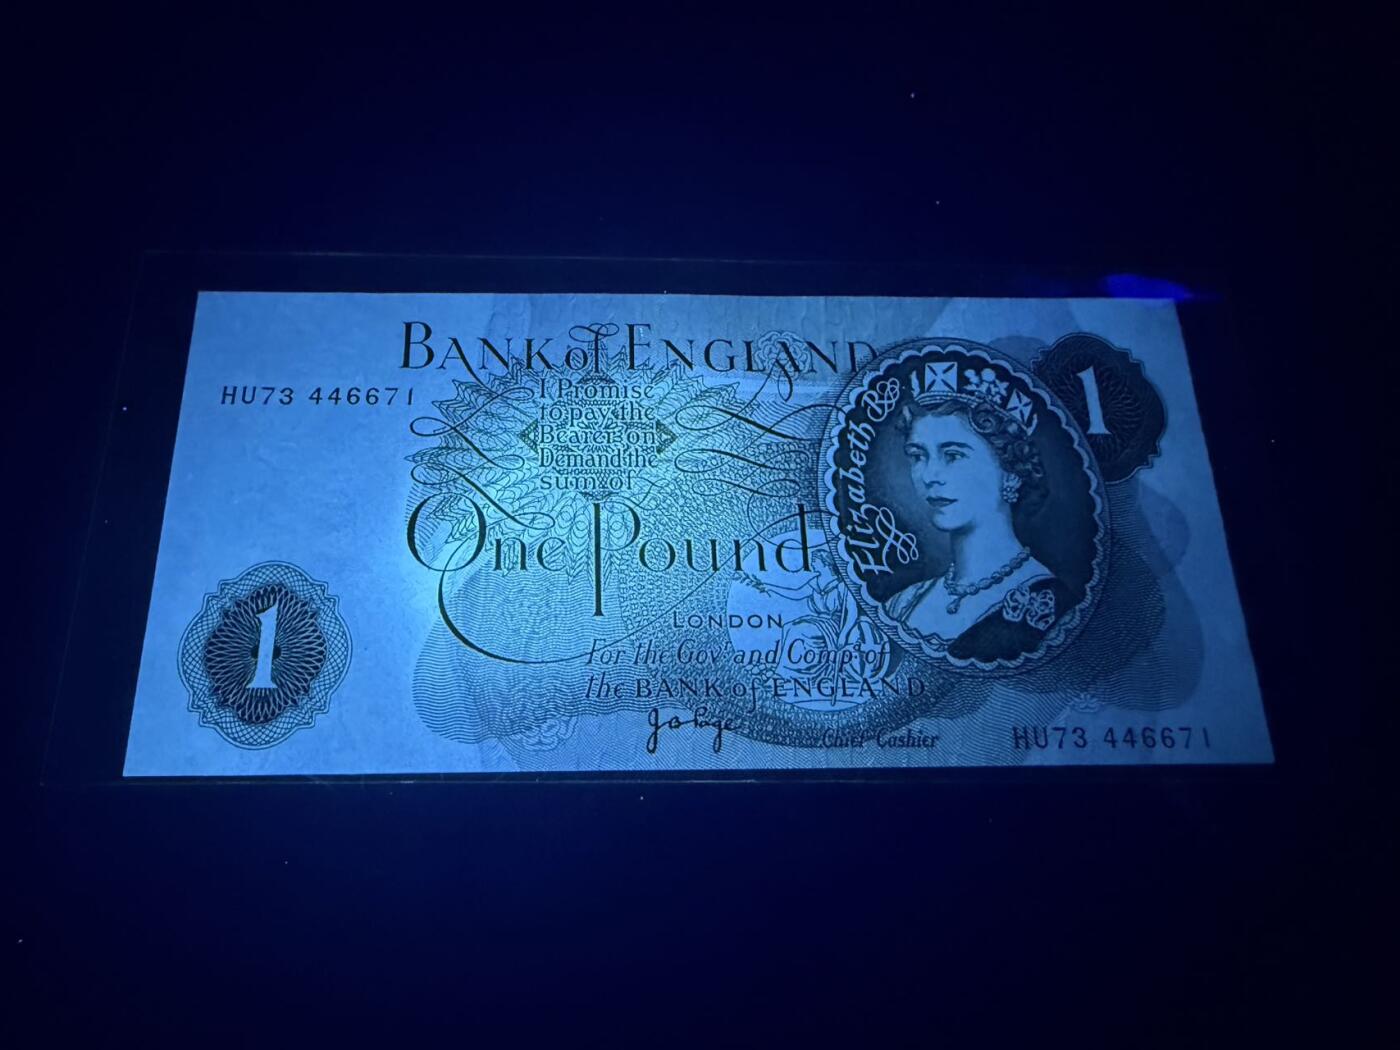 BANK of ENGLAND
HU73 446671
I Promise
to pay the
Bearer on
Demand the
sum of
One Pound
LONDON
For the Govr and Compa of
the BANK of ENGLAND
J B Page
Chief Cashier
HU73 446671
1
1
Elizabeth R